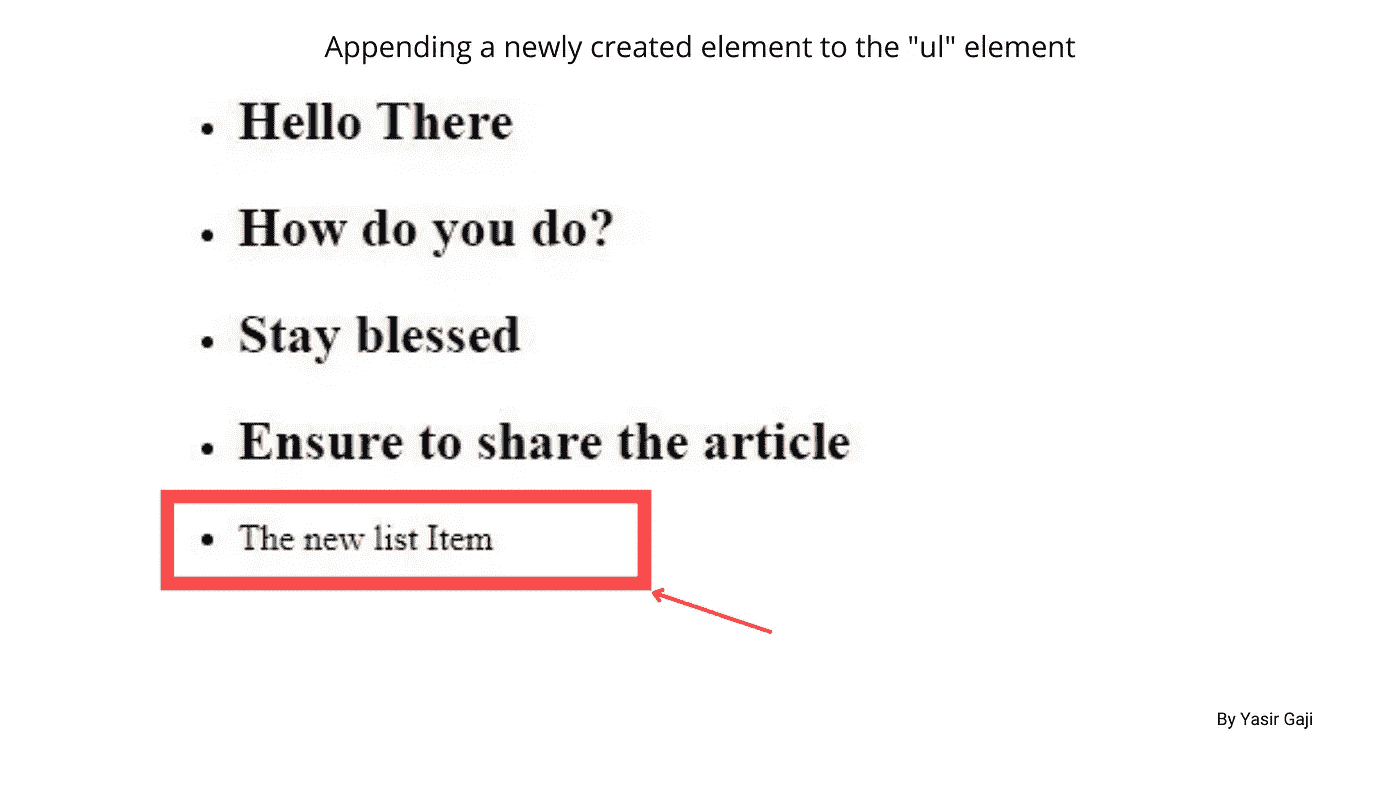 Appending a newly created element to the "ul" element
• Hello There
• How do you do?
• Stay blessed
• Ensure to share the article
• The new list Item
By Yasir Gaji